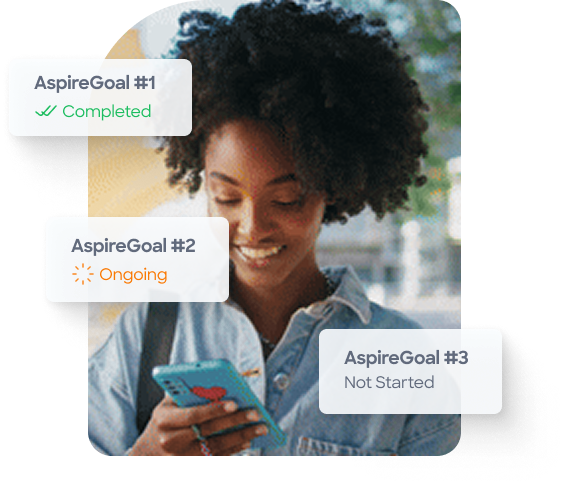 AspireGoal #1
Completed
AspireGoal #2
Ongoing
AspireGoal #3
Not Started